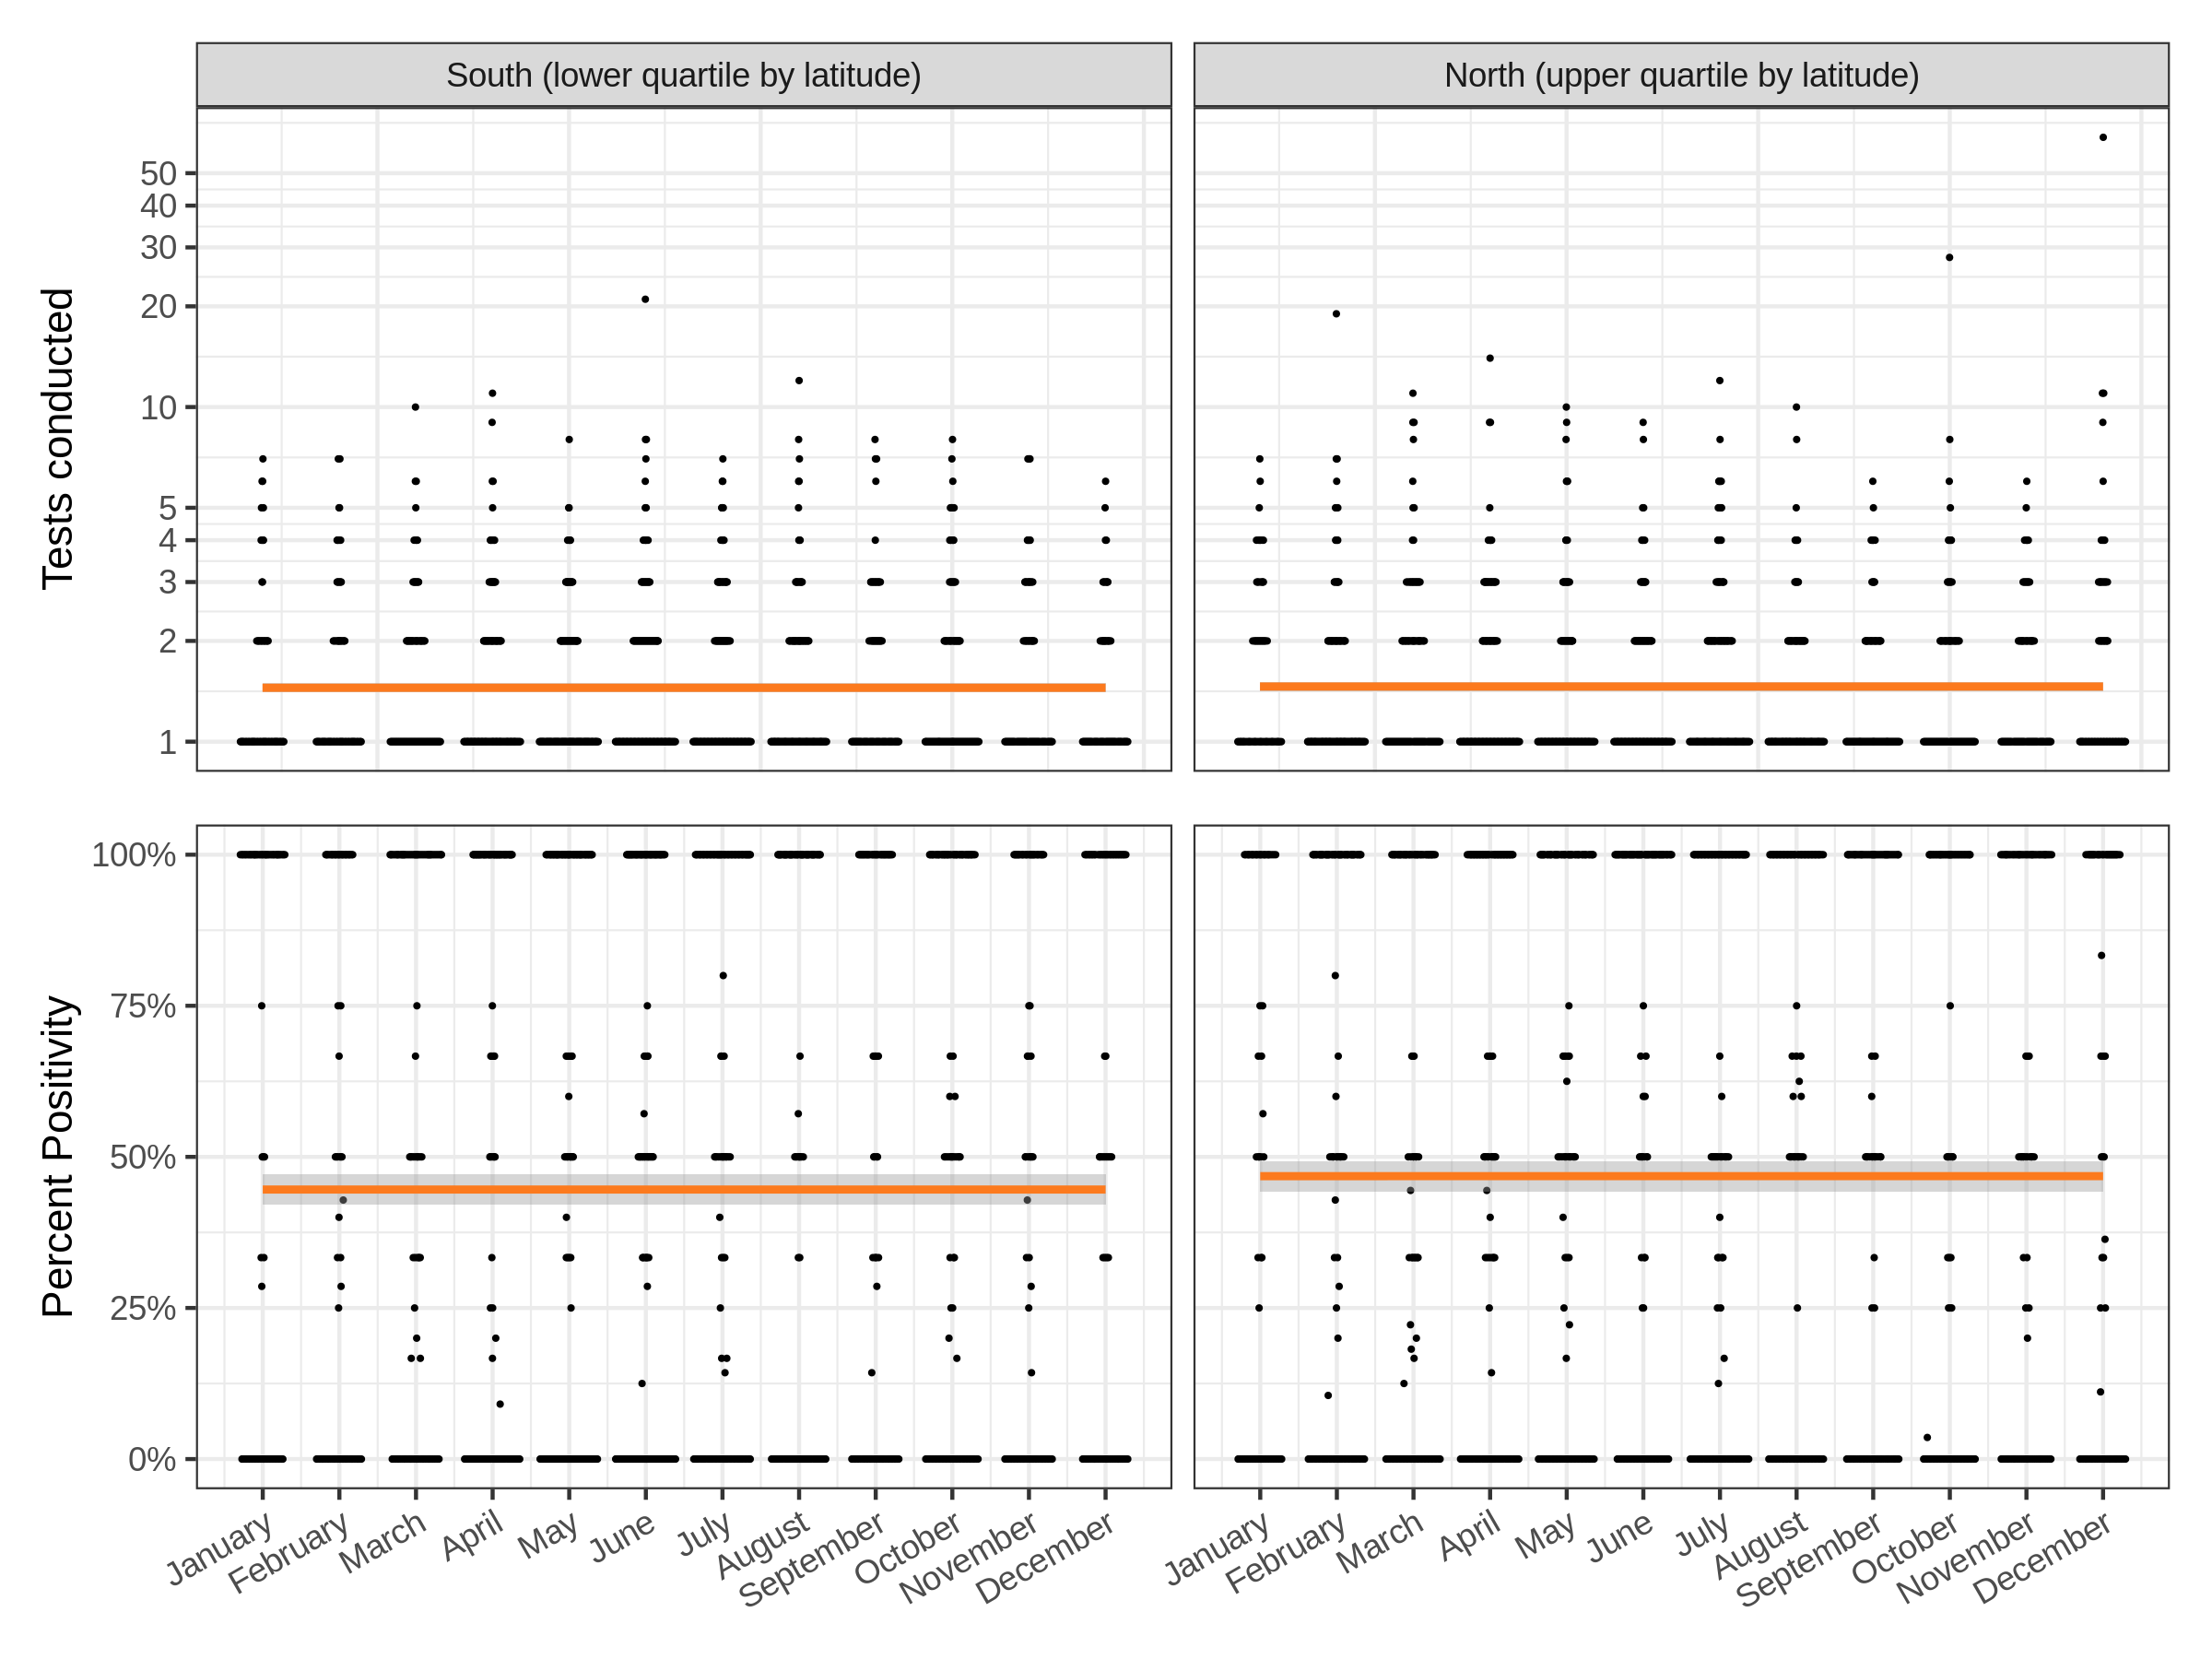 South (lower quartile by latitude)
North (upper quartile by latitude)
Tests conducted
50
40
30
20
10
5
4
3
2
1
Percent Positivity
100%
75%
50%
25%
0%
January
February
March
April
May
June
July
August
September
October
November
December
January
February
March
April
May
June
July
August
September
October
November
December